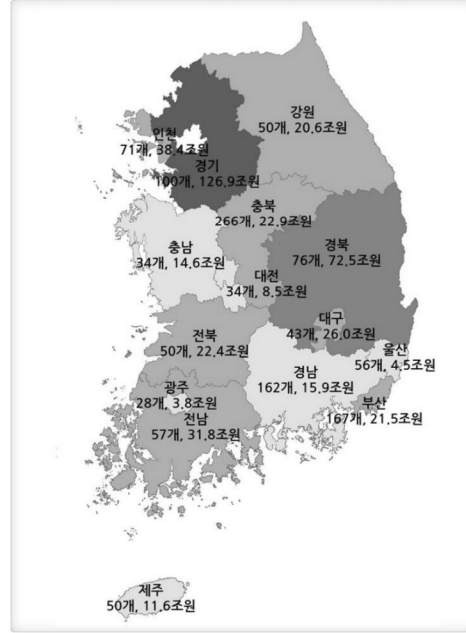 강원
50개, 20.6조원
인천
71개, 38.4조원
경기
100개, 126.9조원
충북
266개, 22.9조원
경북
76개, 72.5조원
충남
34개, 14.6조원
대전
34개, 8.5조원
대구
43개, 26.0조원
전북
50개, 22.4조원
울산
56개, 4.5조원
경남
162개, 15.9조원
광주
28개, 3.8조원
부산
167개, 21.5조원
전남
57개, 31.8조원
제주
50개, 11.6조원